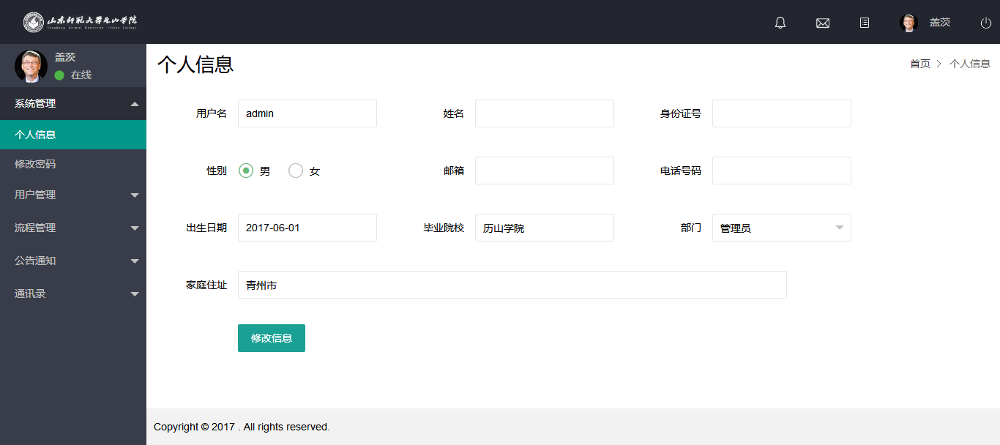 山东师范大学历山学院
Shandong Normal University Lishan College
盖茨
盖茨
在线
系统管理
个人信息
修改密码
用户管理
流程管理
公告通知
通讯录
个人信息
首页 > 个人信息
用户名 admin 姓名 身份证号
性别 男 女 邮箱 电话号码
出生日期 2017-06-01 毕业院校 历山学院 部门 管理员
家庭住址 青州市
修改信息
Copyright © 2017 . All rights reserved.